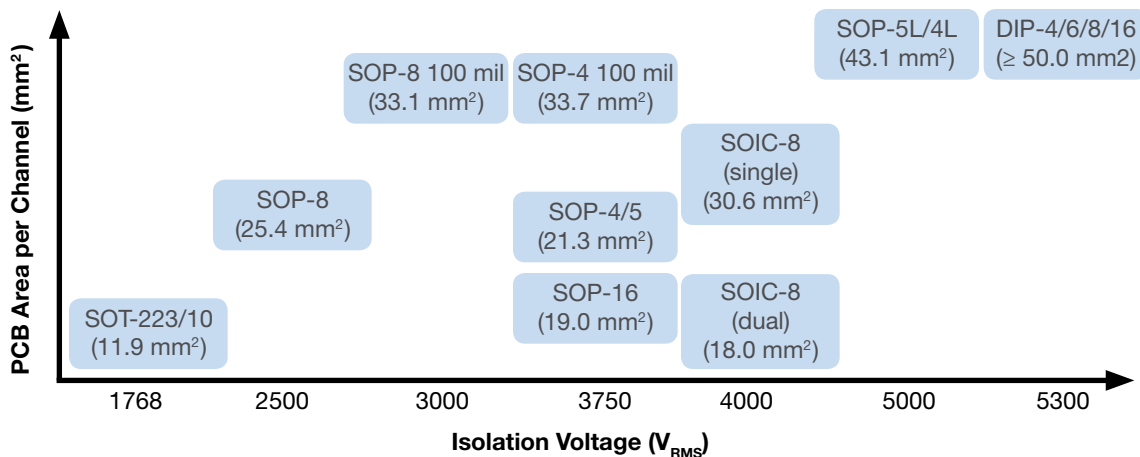 PCB Area per Channel (mm²)
SOP-5L/4L
(43.1 mm²)
DIP-4/6/8/16
(≥ 50.0 mm2)
SOP-8 100 mil
(33.1 mm²)
SOP-4 100 mil
(33.7 mm²)
SOIC-8
(single)
(30.6 mm²)
SOP-8
(25.4 mm²)
SOP-4/5
(21.3 mm²)
SOP-16
(19.0 mm²)
SOIC-8
(dual)
(18.0 mm²)
SOT-223/10
(11.9 mm²)
1768 2500 3000 3750 4000 5000 5300
Isolation Voltage (V_RMS)